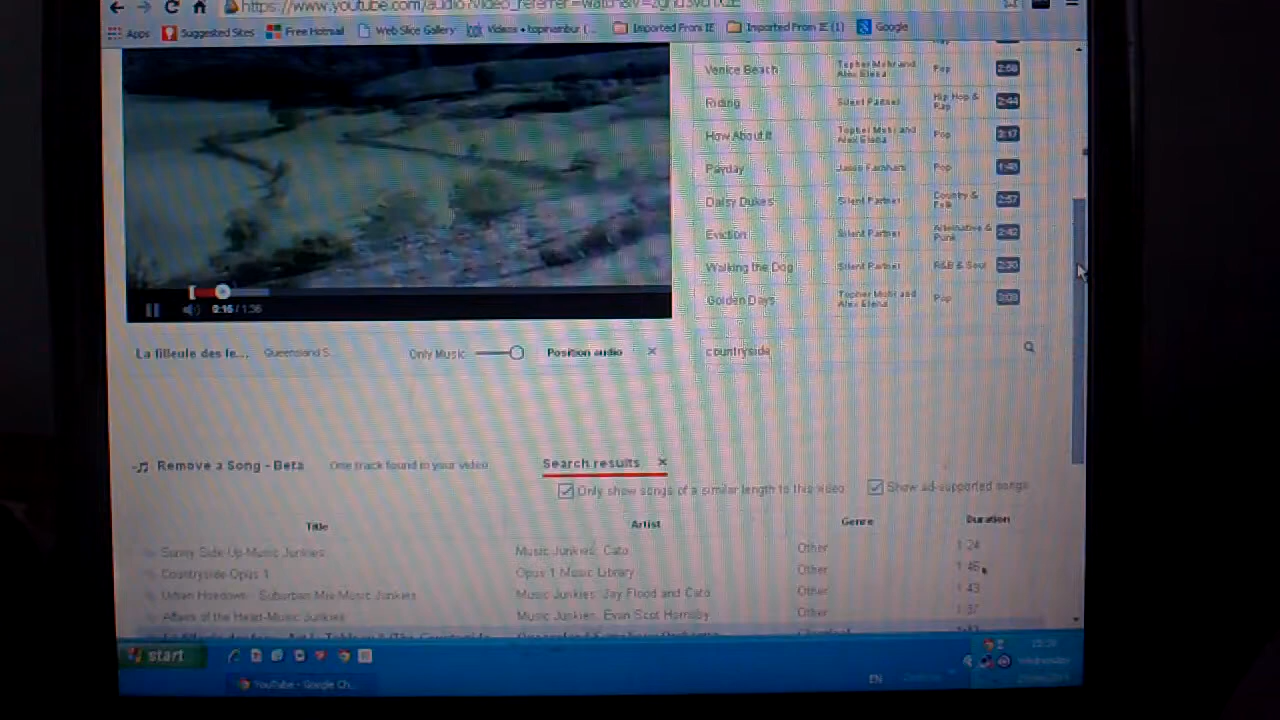 https://www.youtube.com/audio?video_referrer=watch&v=
Apps Suggested Sites Free Hotmail Web Slice Gallery Videos • topinambur (... Imported From IE Imported From IE (1) Google
Venice Beach Topher Mohr and Alex Elena Pop 2:58
Riding Silent Partner Hip Hop & Rap 2:44
How About It Topher Mohr and Alex Elena Pop 2:17
Payday Jason Farnham Pop 1:48
Daisy Dukes Silent Partner Country & Folk 2:57
Eviction Silent Partner Alternative & Punk 2:42
Walking the Dog Silent Partner R&B & Soul 2:30
Golden Days Topher Mohr and Alex Elena Pop 3:09
0:16 / 1:36
La filleule des fe... Queensland S... Only Music Position audio countryside
Remove a Song - Beta One track found in your video Search results
Only show songs of a similar length to this video Show ad-supported songs
Title Artist Genre Duration
Sunny Side Up-Music Junkies Music Junkies: Cato Other 1:24
Countryside Opus 1 Opus 1 Music Library Other 1:46
Urban Hoedown - Suburban Mix-Music Junkies Music Junkies: Jay Flood and Cato Other 1:43
Affairs of the Head-Music Junkies Music Junkies: Evan Scot Hornsby Other 1:37
start
YouTube - Google Ch... EN